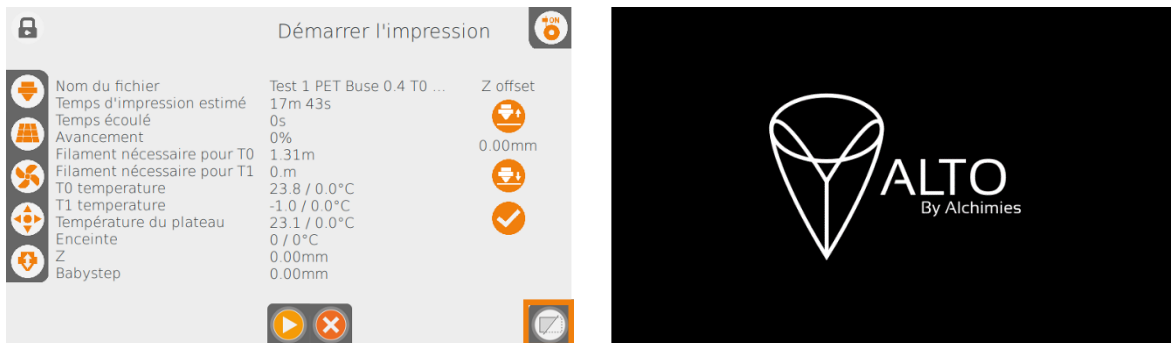 Démarrer l'impression
ON
Nom du fichier Test 1 PET Buse 0.4 T0 ... Z offset
Temps d'impression estimé 17m 43s
Temps écoulé 0s
Avancement 0%
0.00mm
Filament nécessaire pour T0 1.31m
Filament nécessaire pour T1 0.m
T0 temperature 23.8 / 0.0°C
T1 temperature -1.0 / 0.0°C
Température du plateau 23.1 / 0.0°C
Enceinte 0 / 0°C
Z 0.00mm
Babystep 0.00mm
ALTO
By Alchimies